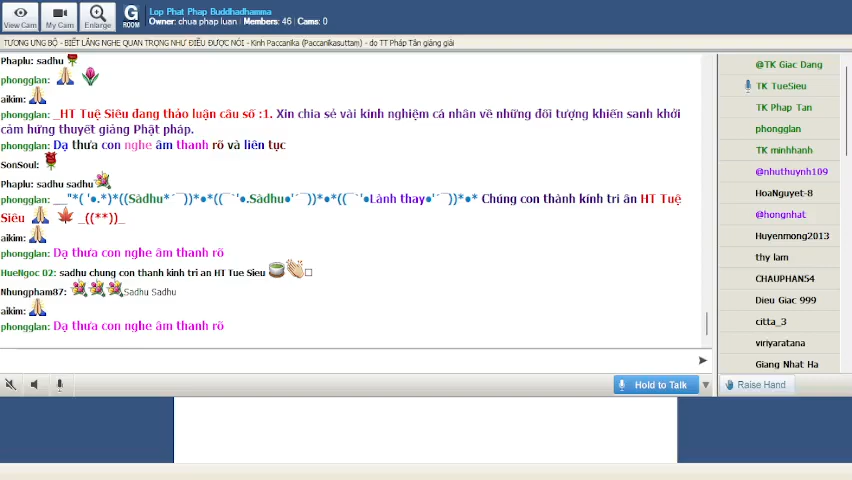 Lop Phat Phap Buddhadhamma
Owner: chua phap luan | Members: 46 | Cams: 0
View Cam
My Cam
Enlarge
G
ROOM
TƯƠNG ƯNG BỘ - BIẾT LẮNG NGHE QUAN TRỌNG NHƯ ĐIỀU ĐƯỢC NÓI - Kinh Paccanika (Paccanikasuttam) - do TT Pháp Tân giảng giải
Phaplu: sadhu
phongglan:
aikim:
phongglan: _HT Tuệ Siêu đang thảo luận câu số :1. Xin chia sẻ vài kinh nghiệm cá nhân về những đối tượng khiến sanh khởi
cảm hứng thuyết giảng Phật pháp.
phongglan: Dạ thưa con nghe âm thanh rõ và liên tục
SonSoul:
Phaplu: sadhu sadhu
phongglan: __"*( '●.*)*((Sàdhu*´¯))*●*((¯`'●.Sàdhu●'´¯))*●*((¯`'●Lành thay●'´¯))*●* Chúng con thành kính tri ân HT Tuệ
Siêu _((**))_
aikim:
phongglan: Dạ thưa con nghe âm thanh rõ
HueNgoc 02: sadhu chung con thanh kinh tri an HT Tue Sieu
Nhungpham87: Sadhu Sadhu
aikim:
phongglan: Dạ thưa con nghe âm thanh rõ
Hold to Talk
@TK Giac Dang
TK TueSieu
TK Phap Tan
phongglan
TK minhhanh
@nhuthuynh109
HoaNguyet-8
@hongnhat
Huyenmong2013
thy lam
CHAUPHAN54
Dieu Giac 999
citta_3
viriyaratana
Giang Nhat Ha
Raise Hand